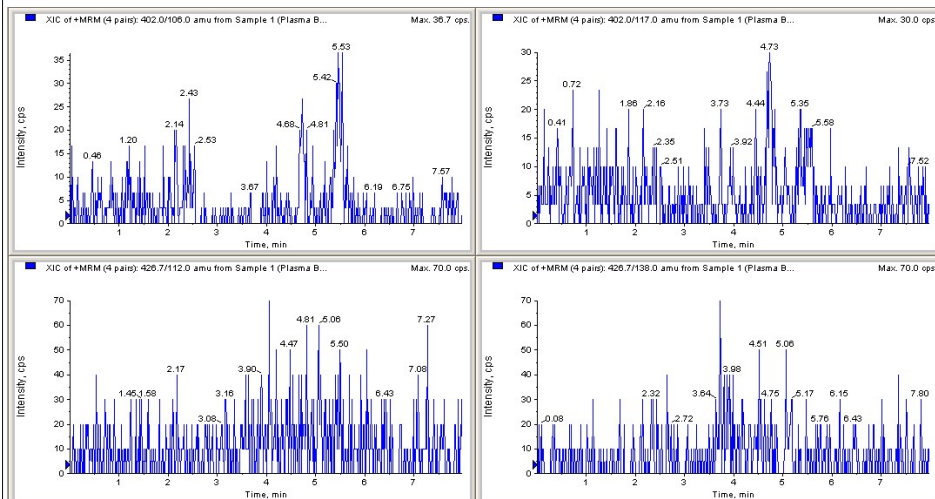 XIC of +MRM (4 pairs): 402.0/106.0 amu from Sample 1 (Plasma B... Max. 36.7 cps.
5.53
35
5.42
30
2.43
25
4.68 4.81
2.14
20
1.20 2.53
15
0.46
7.57
10
3.67 6.19 6.75
5
0
Intensity, cps
1 2 3 4 5 6 7
Time, min
XIC of +MRM (4 pairs): 402.0/117.0 amu from Sample 1 (Plasma B... Max. 30.0 cps.
30
4.73
25
0.72
1.86 2.16 3.73 4.44 5.35
20
0.41 5.58
15
2.35 3.92
2.51 7.52
10
5
0
Intensity, cps
1 2 3 4 5 6 7
Time, min
XIC of +MRM (4 pairs): 426.7/112.0 amu from Sample 1 (Plasma B... Max. 70.0 cps.
70
4.81 5.06 7.27
60
4.47 5.50
50
2.17 3.90 7.08
40
1.45 1.58 3.16 6.43
30
3.08
20
10
0
Intensity, cps
1 2 3 4 5 6 7
Time, min
XIC of +MRM (4 pairs): 426.7/138.0 amu from Sample 1 (Plasma B... Max. 70.0 cps.
70
60
4.51 5.06
50
3.98
40
2.32 3.64 4.75 5.17 6.15 7.80
30
0.08 2.72 5.76 6.43
20
10
0
Intensity, cps
1 2 3 4 5 6 7
Time, min